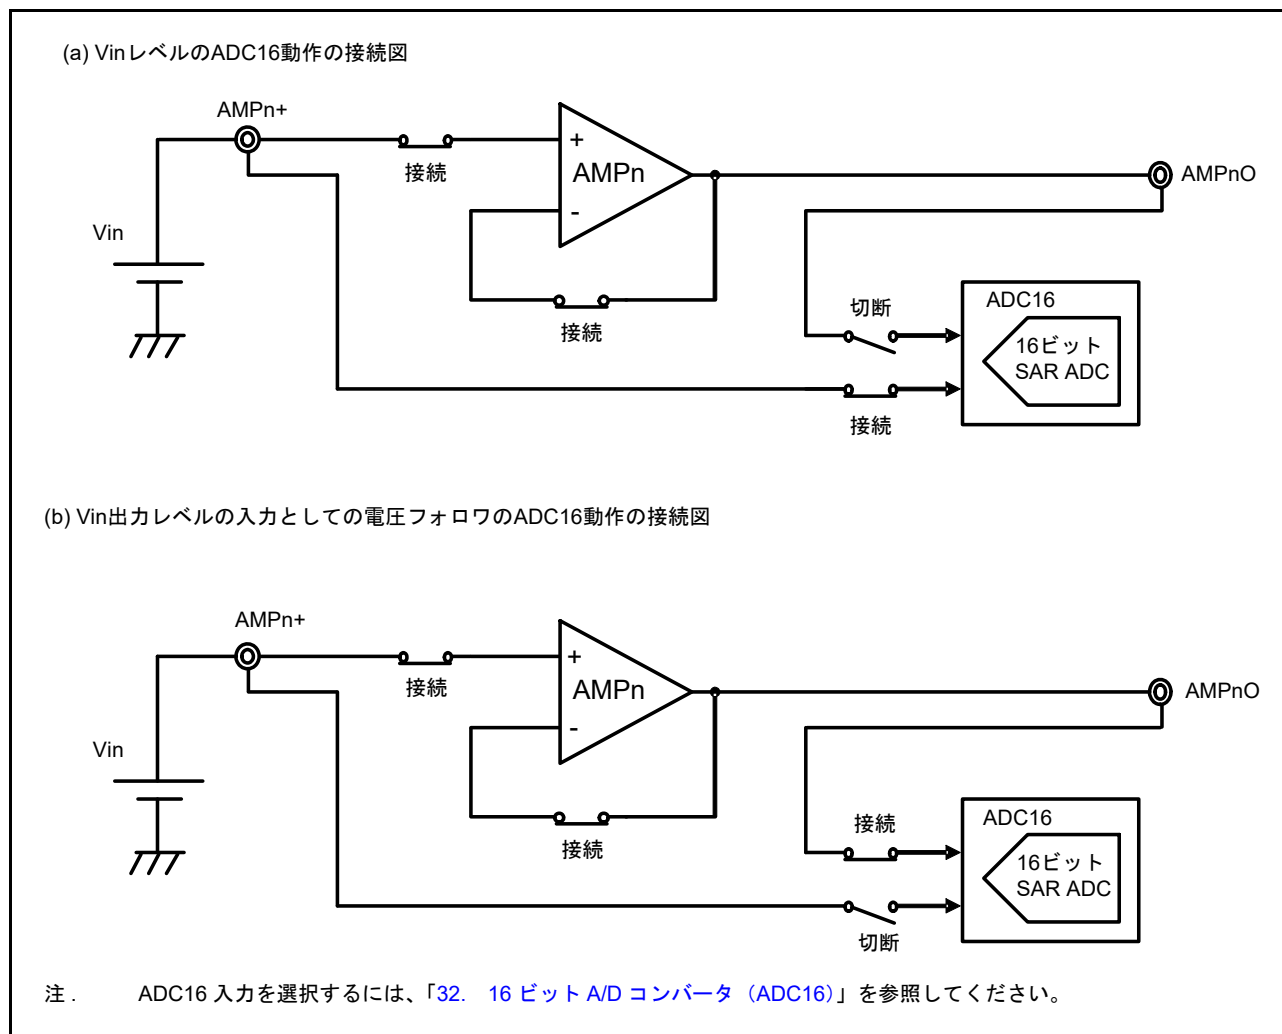 (a) VinレベルのADC16動作の接続図
AMPn+
接続
+
AMPn
-
接続
AMPnO
Vin
切断
ADC16
16ビット
SAR ADC
接続
(b) Vin出力レベルの入力としての電圧フォロワのADC16動作の接続図
AMPn+
接続
+
AMPn
-
接続
AMPnO
Vin
接続
ADC16
16ビット
SAR ADC
切断
注. ADC16 入力を選択するには、「32. 16 ビット A/D コンバータ（ADC16）」を参照してください。